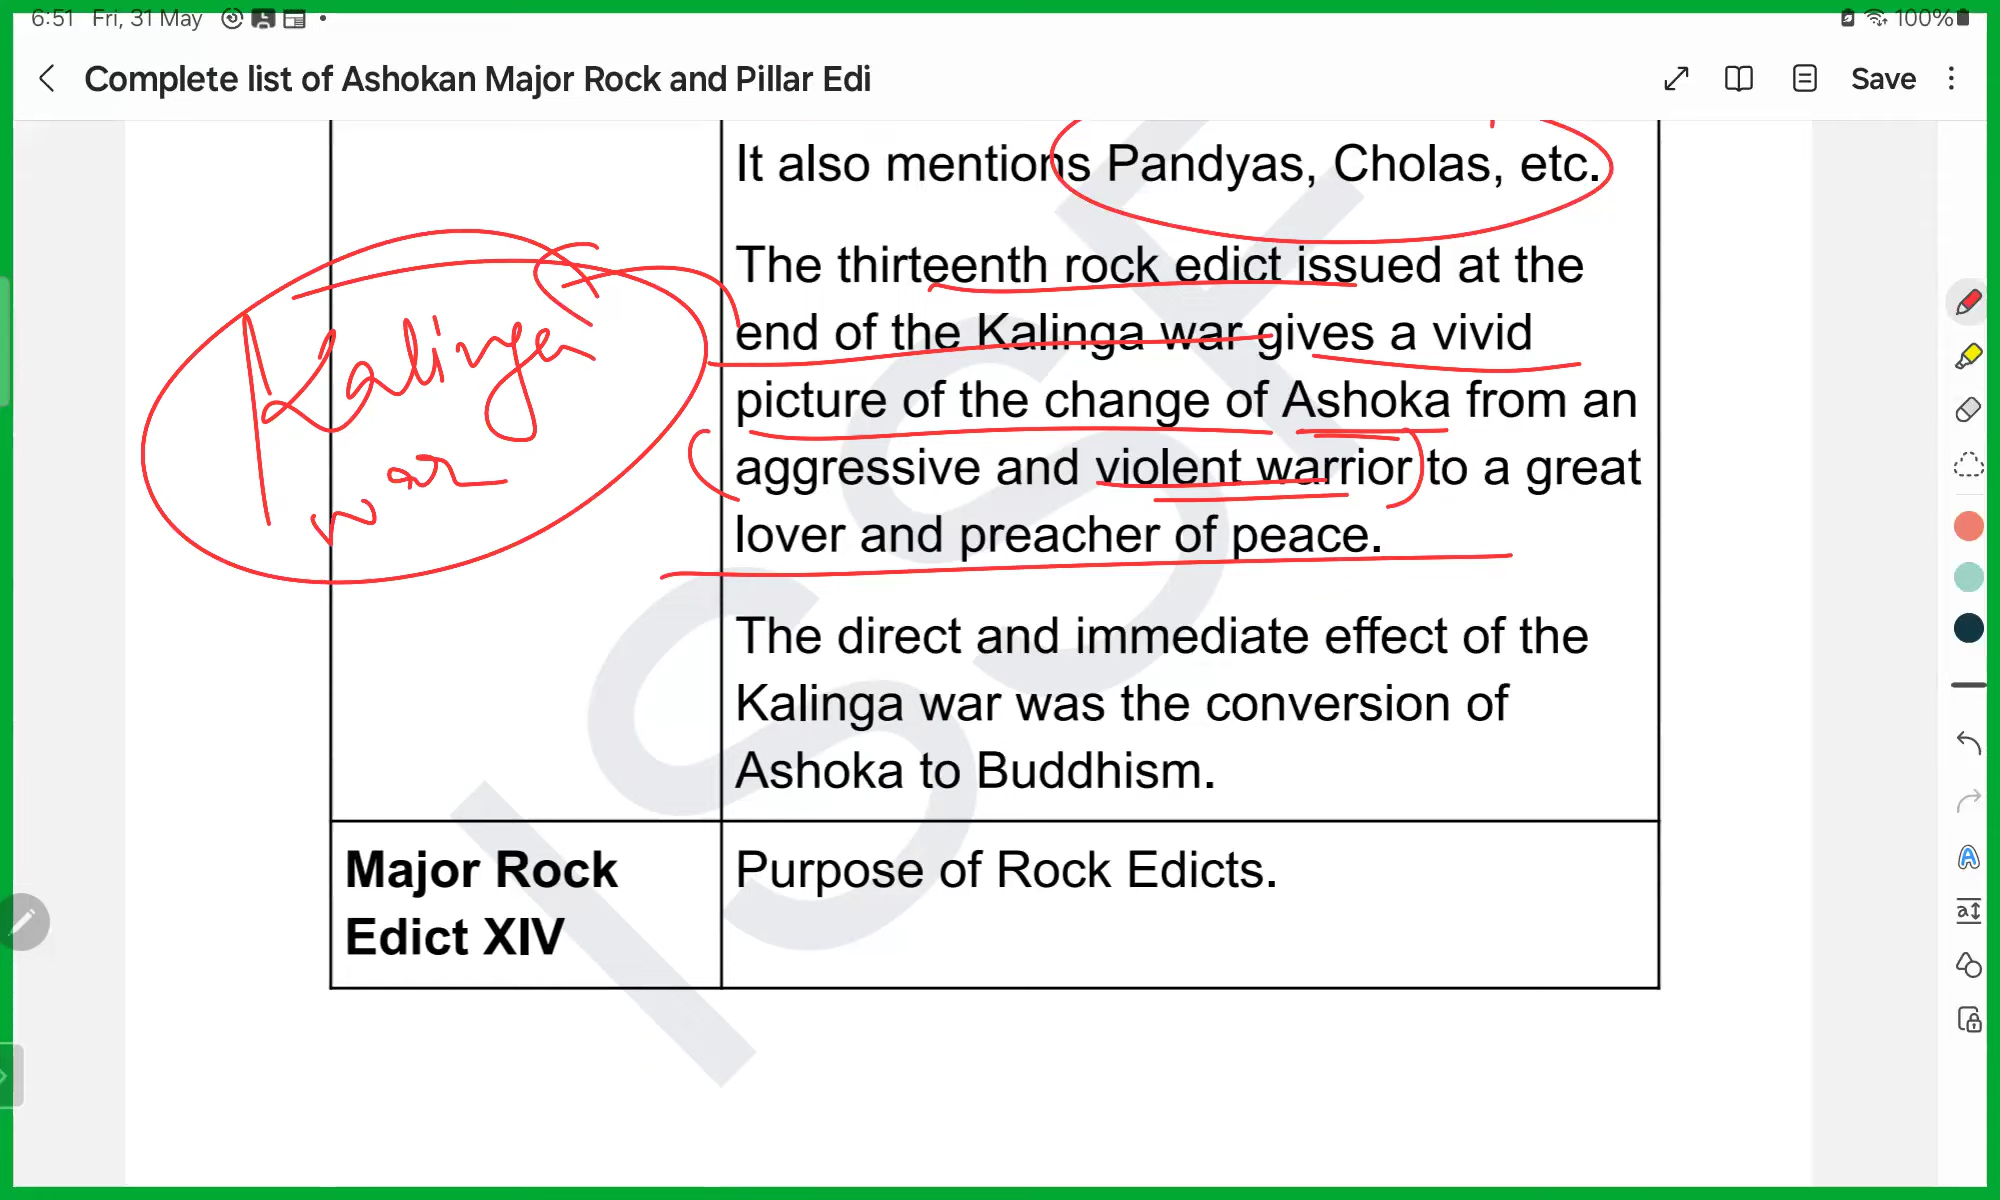 6:51 Fri, 31 May 100%
Complete list of Ashokan Major Rock and Pillar Edi
Save
It also mentions Pandyas, Cholas, etc.
The thirteenth rock edict issued at the
end of the Kalinga war gives a vivid
picture of the change of Ashoka from an
aggressive and violent warrior to a great
lover and preacher of peace.
Kalinga
war
The direct and immediate effect of the
Kalinga war was the conversion of
Ashoka to Buddhism.
Major Rock
Edict XIV
Purpose of Rock Edicts.